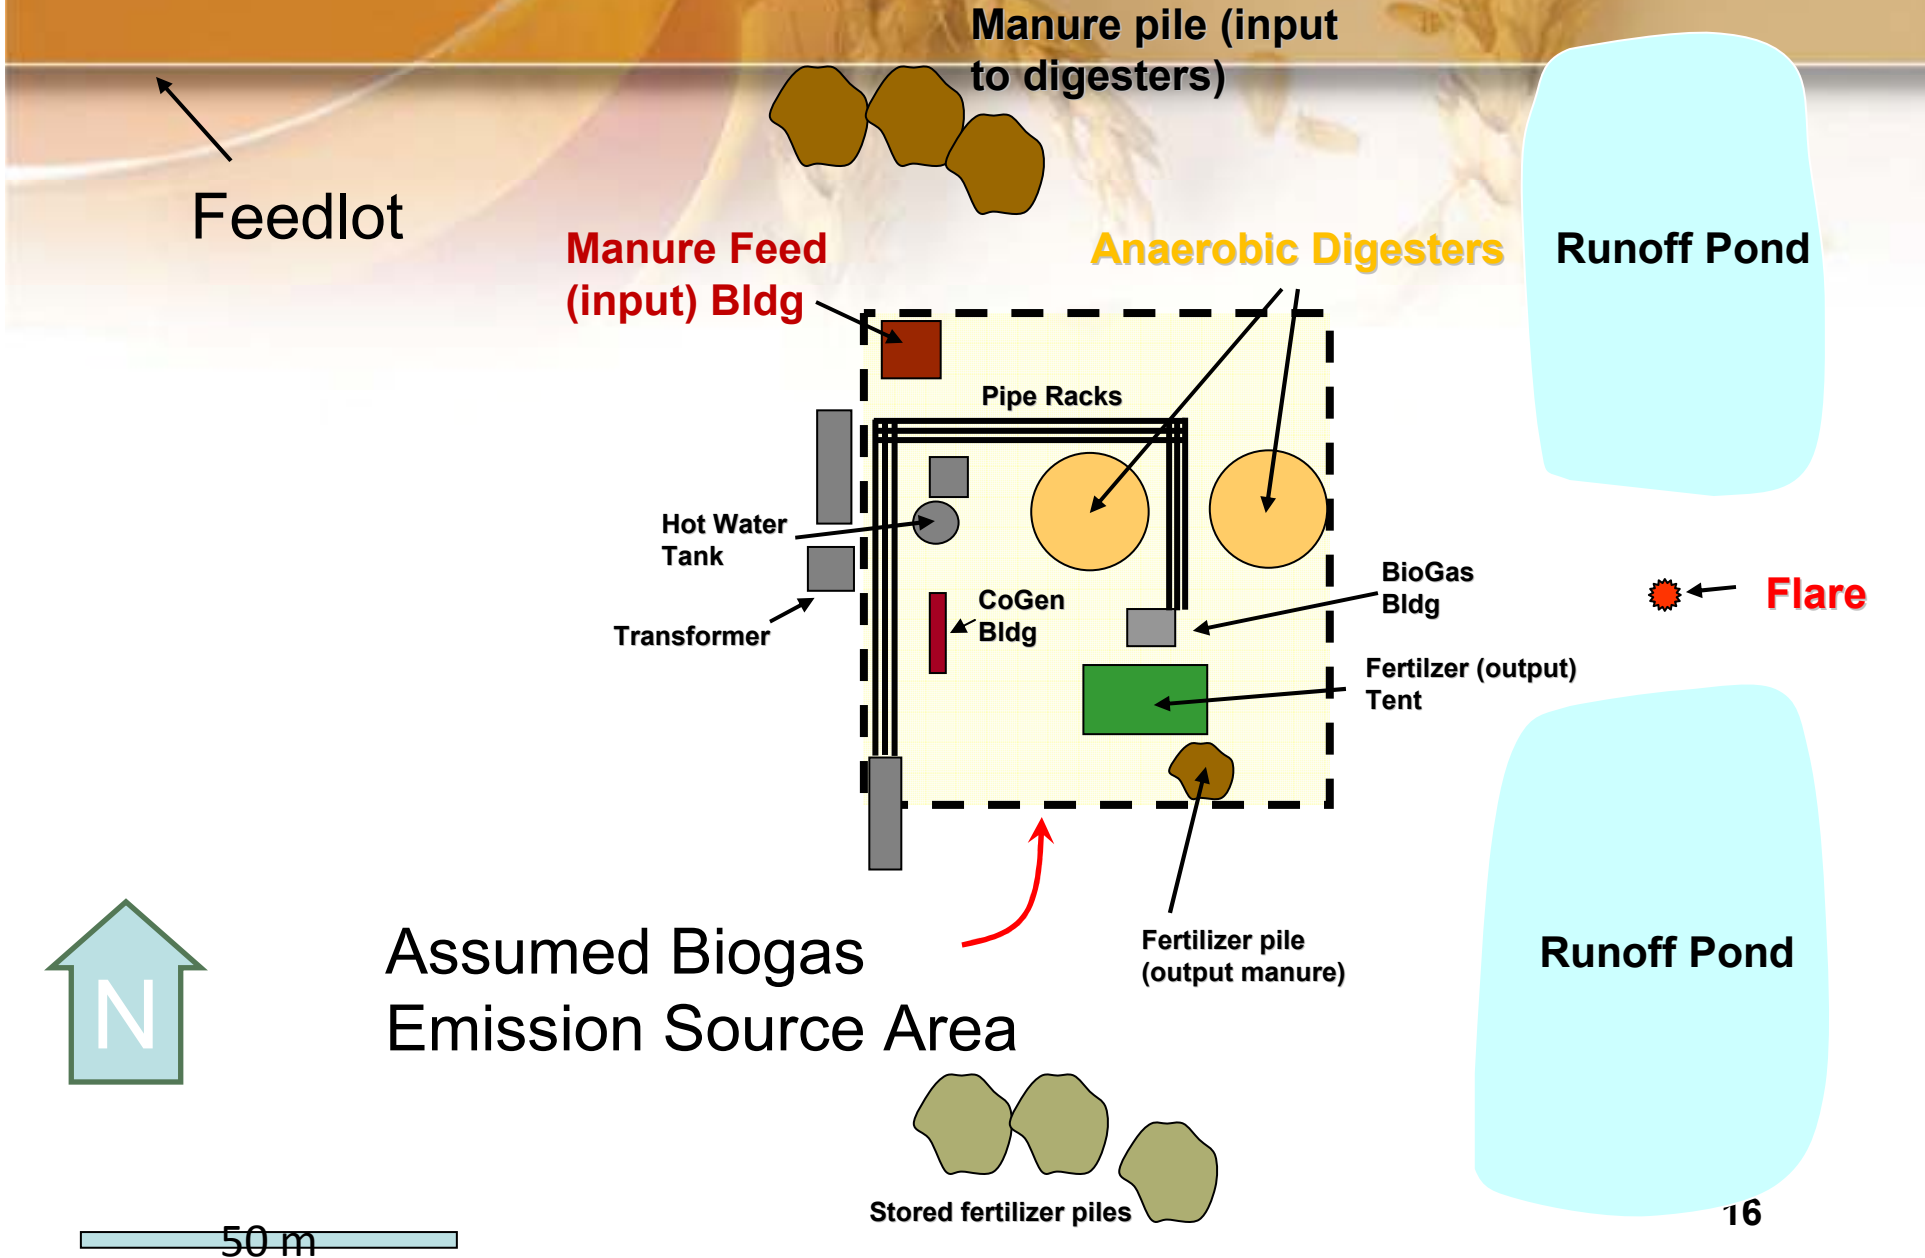 Manure pile (input
to digesters)
Feedlot
Manure Feed
(input) Bldg
Anaerobic Digesters
Runoff Pond
Pipe Racks
Hot Water
Tank
CoGen
Bldg
BioGas
Bldg
Flare
Transformer
Fertilzer (output)
Tent
Assumed Biogas
Emission Source Area
Fertilizer pile
(output manure)
Runoff Pond
N
Stored fertilizer piles
16
50 m